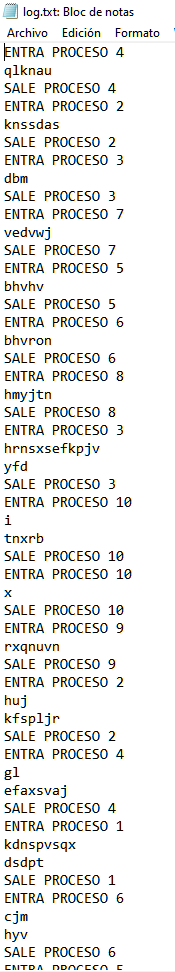 log.txt: Bloc de notas
Archivo Edición Formato
ENTRA PROCESO 4
qlknau
SALE PROCESO 4
ENTRA PROCESO 2
knssdas
SALE PROCESO 2
ENTRA PROCESO 3
dbm
SALE PROCESO 3
ENTRA PROCESO 7
vedvwj
SALE PROCESO 7
ENTRA PROCESO 5
bhvhv
SALE PROCESO 5
ENTRA PROCESO 6
bhvron
SALE PROCESO 6
ENTRA PROCESO 8
hmyjtn
SALE PROCESO 8
ENTRA PROCESO 3
hrnsxsefkpjv
yfd
SALE PROCESO 3
ENTRA PROCESO 10
i
tnxrb
SALE PROCESO 10
ENTRA PROCESO 10
x
SALE PROCESO 10
ENTRA PROCESO 9
rxqnuvn
SALE PROCESO 9
ENTRA PROCESO 2
huj
kfspljr
SALE PROCESO 2
ENTRA PROCESO 4
gl
efaxsvaj
SALE PROCESO 4
ENTRA PROCESO 1
kdnspvsqx
dsdpt
SALE PROCESO 1
ENTRA PROCESO 6
cjm
hyv
SALE PROCESO 6
ENTRA PROCESO 5